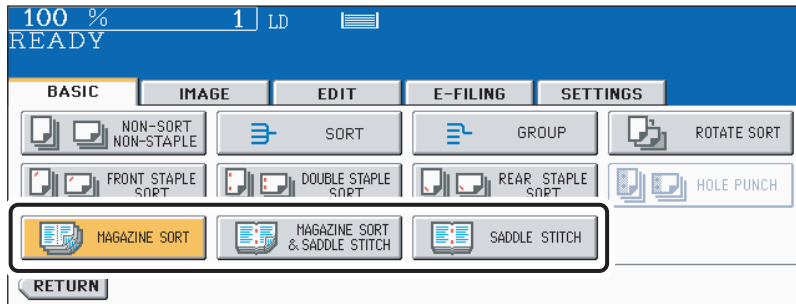 100 % 1 LD
READY
BASIC IMAGE EDIT E-FILING SETTINGS
NON-SORT
NON-STAPLE
SORT
GROUP
ROTATE SORT
FRONT STAPLE
SORT
DOUBLE STAPLE
SORT
REAR STAPLE
SORT
HOLE PUNCH
MAGAZINE SORT
MAGAZINE SORT
& SADDLE STITCH
SADDLE STITCH
RETURN